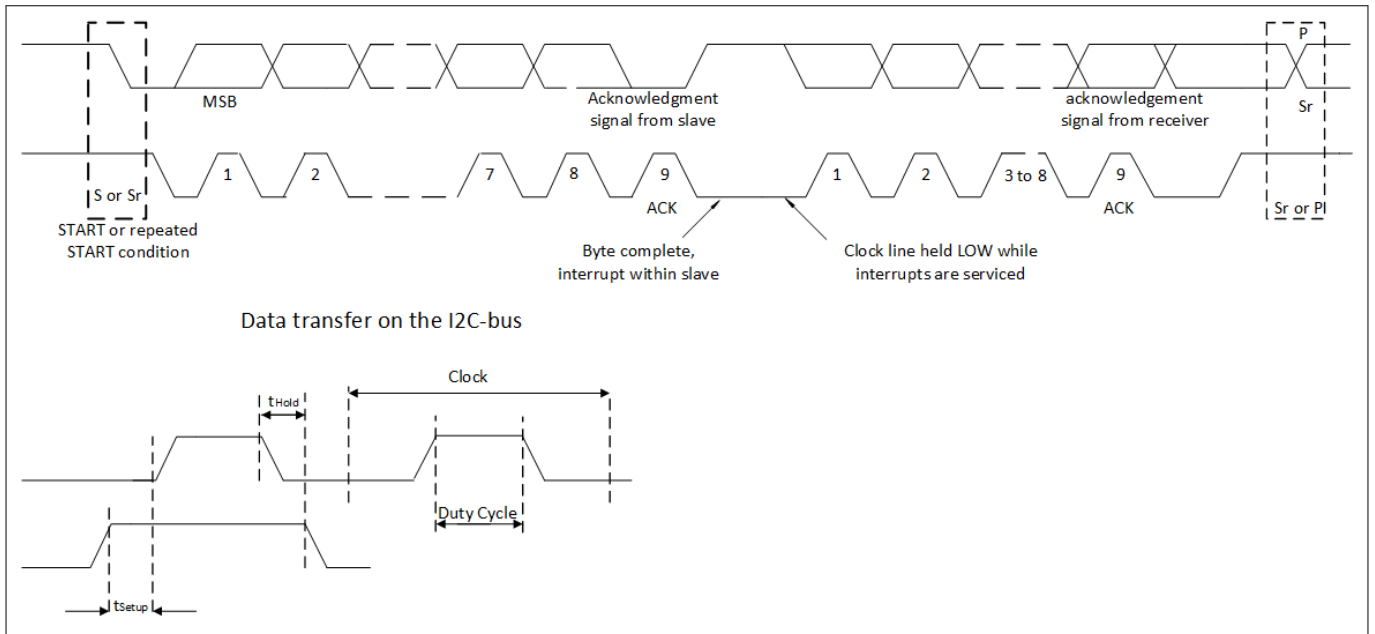 P
MSB
Acknowledgment
signal from slave
acknowledgement
signal from receiver
Sr
1
2
7
8
9
1
2
3 to 8
9
S or Sr
ACK
ACK
Sr or Pl
START or repeated
START condition
Byte complete,
interrupt within slave
Clock line held LOW while
interrupts are serviced
Data transfer on the I2C-bus
Clock
tHold
Duty Cycle
tSetup